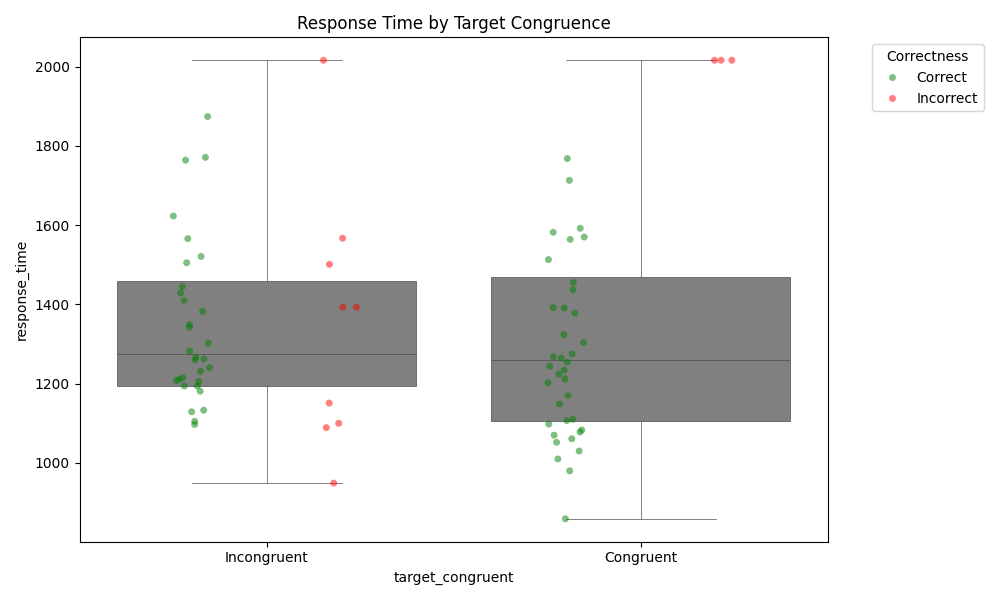 Response Time by Target Congruence
response_time
2000
1800
1600
1400
1200
1000
Incongruent
Congruent
target_congruent
Correctness
Correct
Incorrect